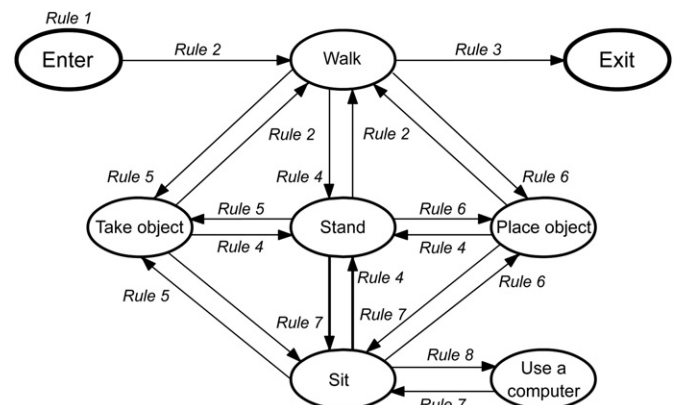 Rule 1
Enter
Rule 2
Walk
Rule 3
Exit
Rule 2
Rule 2
Rule 5
Rule 4
Rule 6
Take object
Rule 5
Rule 4
Stand
Rule 6
Rule 4
Place object
Rule 5
Rule 4
Rule 6
Rule 7
Rule 7
Sit
Rule 8
Rule 7
Use a
computer